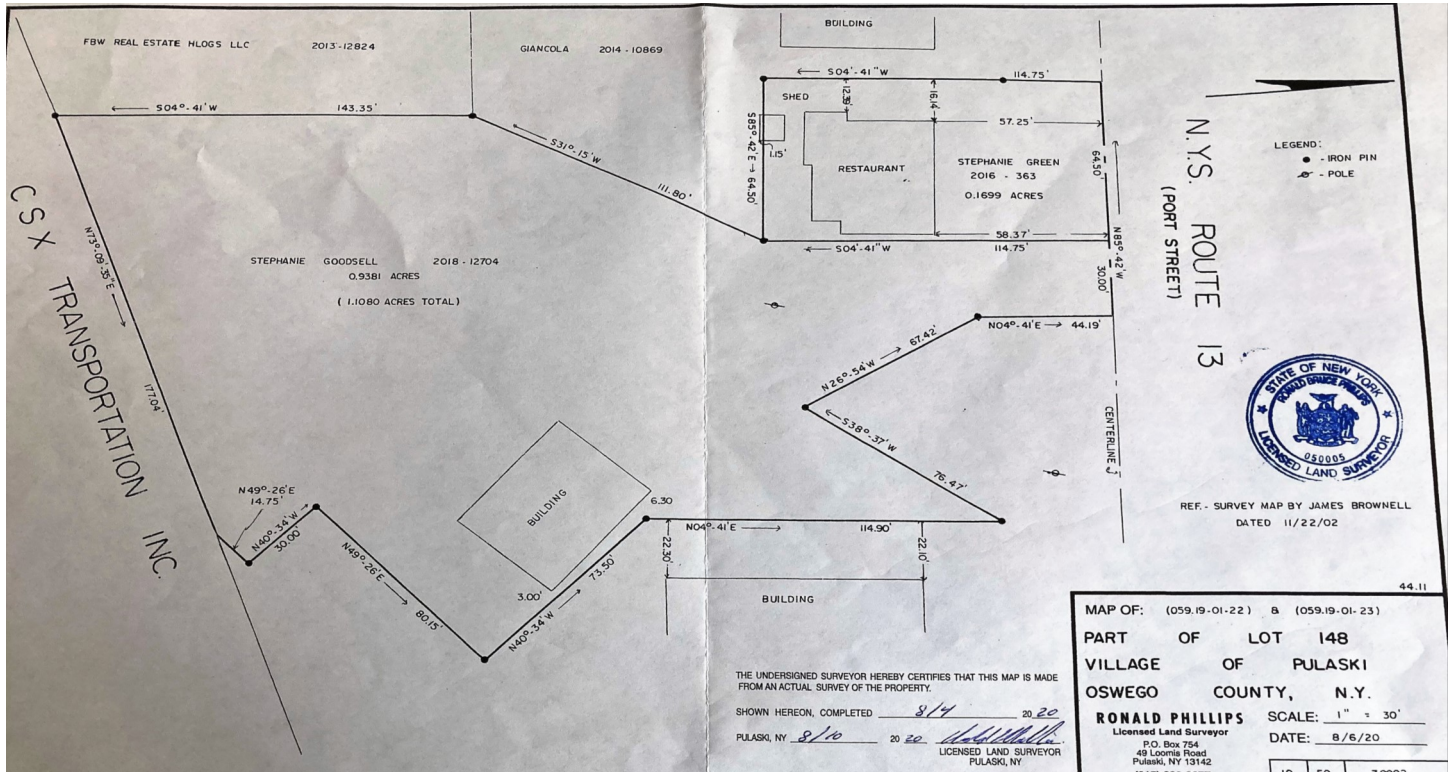 FBW REAL ESTATE HLOGS LLC 2013-12824
GIANCOLA 2014-10869
BUILDING
S04°-41'W 143.35'
S04°-41"W 114.75'
SHED
12.39'
16.14'
57.25'
S31°-15'W
111.80'
S85°.42'E → 64.50'
1.15'
RESTAURANT
STEPHANIE GREEN
2016 - 363
0.1699 ACRES
64.50'
58.37'
S04°-41"W 114.75'
N85°-42'W
30.00'
N.Y.S. ROUTE 13
(PORT STREET)
LEGEND:
- IRON PIN
- POLE
CSX TRANSPORTATION INC.
N73°-09'-35"E
177.04'
STEPHANIE GOODSELL 2018 - 12704
0.9381 ACRES
( 1.1080 ACRES TOTAL)
N04°-41'E → 44.19'
N26°-54'W → 67.42'
S38°-37'W
76.47'
CENTERLINE
STATE OF NEW YORK
RONALD BRUCE PHILLIPS
050005
LICENSED LAND SURVEYOR
REF. - SURVEY MAP BY JAMES BROWNELL
DATED 11/22/02
N49°-26'E
14.75'
N40°-34'W
30.00'
N49°-26'E → 80.15'
BUILDING
6.30
3.00'
N40°-34'W → 73.50'
N04°-41'E → 114.90'
22.30'
22.10'
BUILDING
44.11
MAP OF: (059.19-01-22) & (059.19-01-23)
PART OF LOT 148
VILLAGE OF PULASKI
OSWEGO COUNTY, N.Y.
RONALD PHILLIPS
Licensed Land Surveyor
P.O. Box 754
49 Loomis Road
Pulaski, NY 13142
SCALE: 1" = 30'
DATE: 8/6/20
THE UNDERSIGNED SURVEYOR HEREBY CERTIFIES THAT THIS MAP IS MADE
FROM AN ACTUAL SURVEY OF THE PROPERTY.
SHOWN HEREON, COMPLETED 8/4 20 20
PULASKI, NY 8/10 20 20
LICENSED LAND SURVEYOR
PULASKI, NY